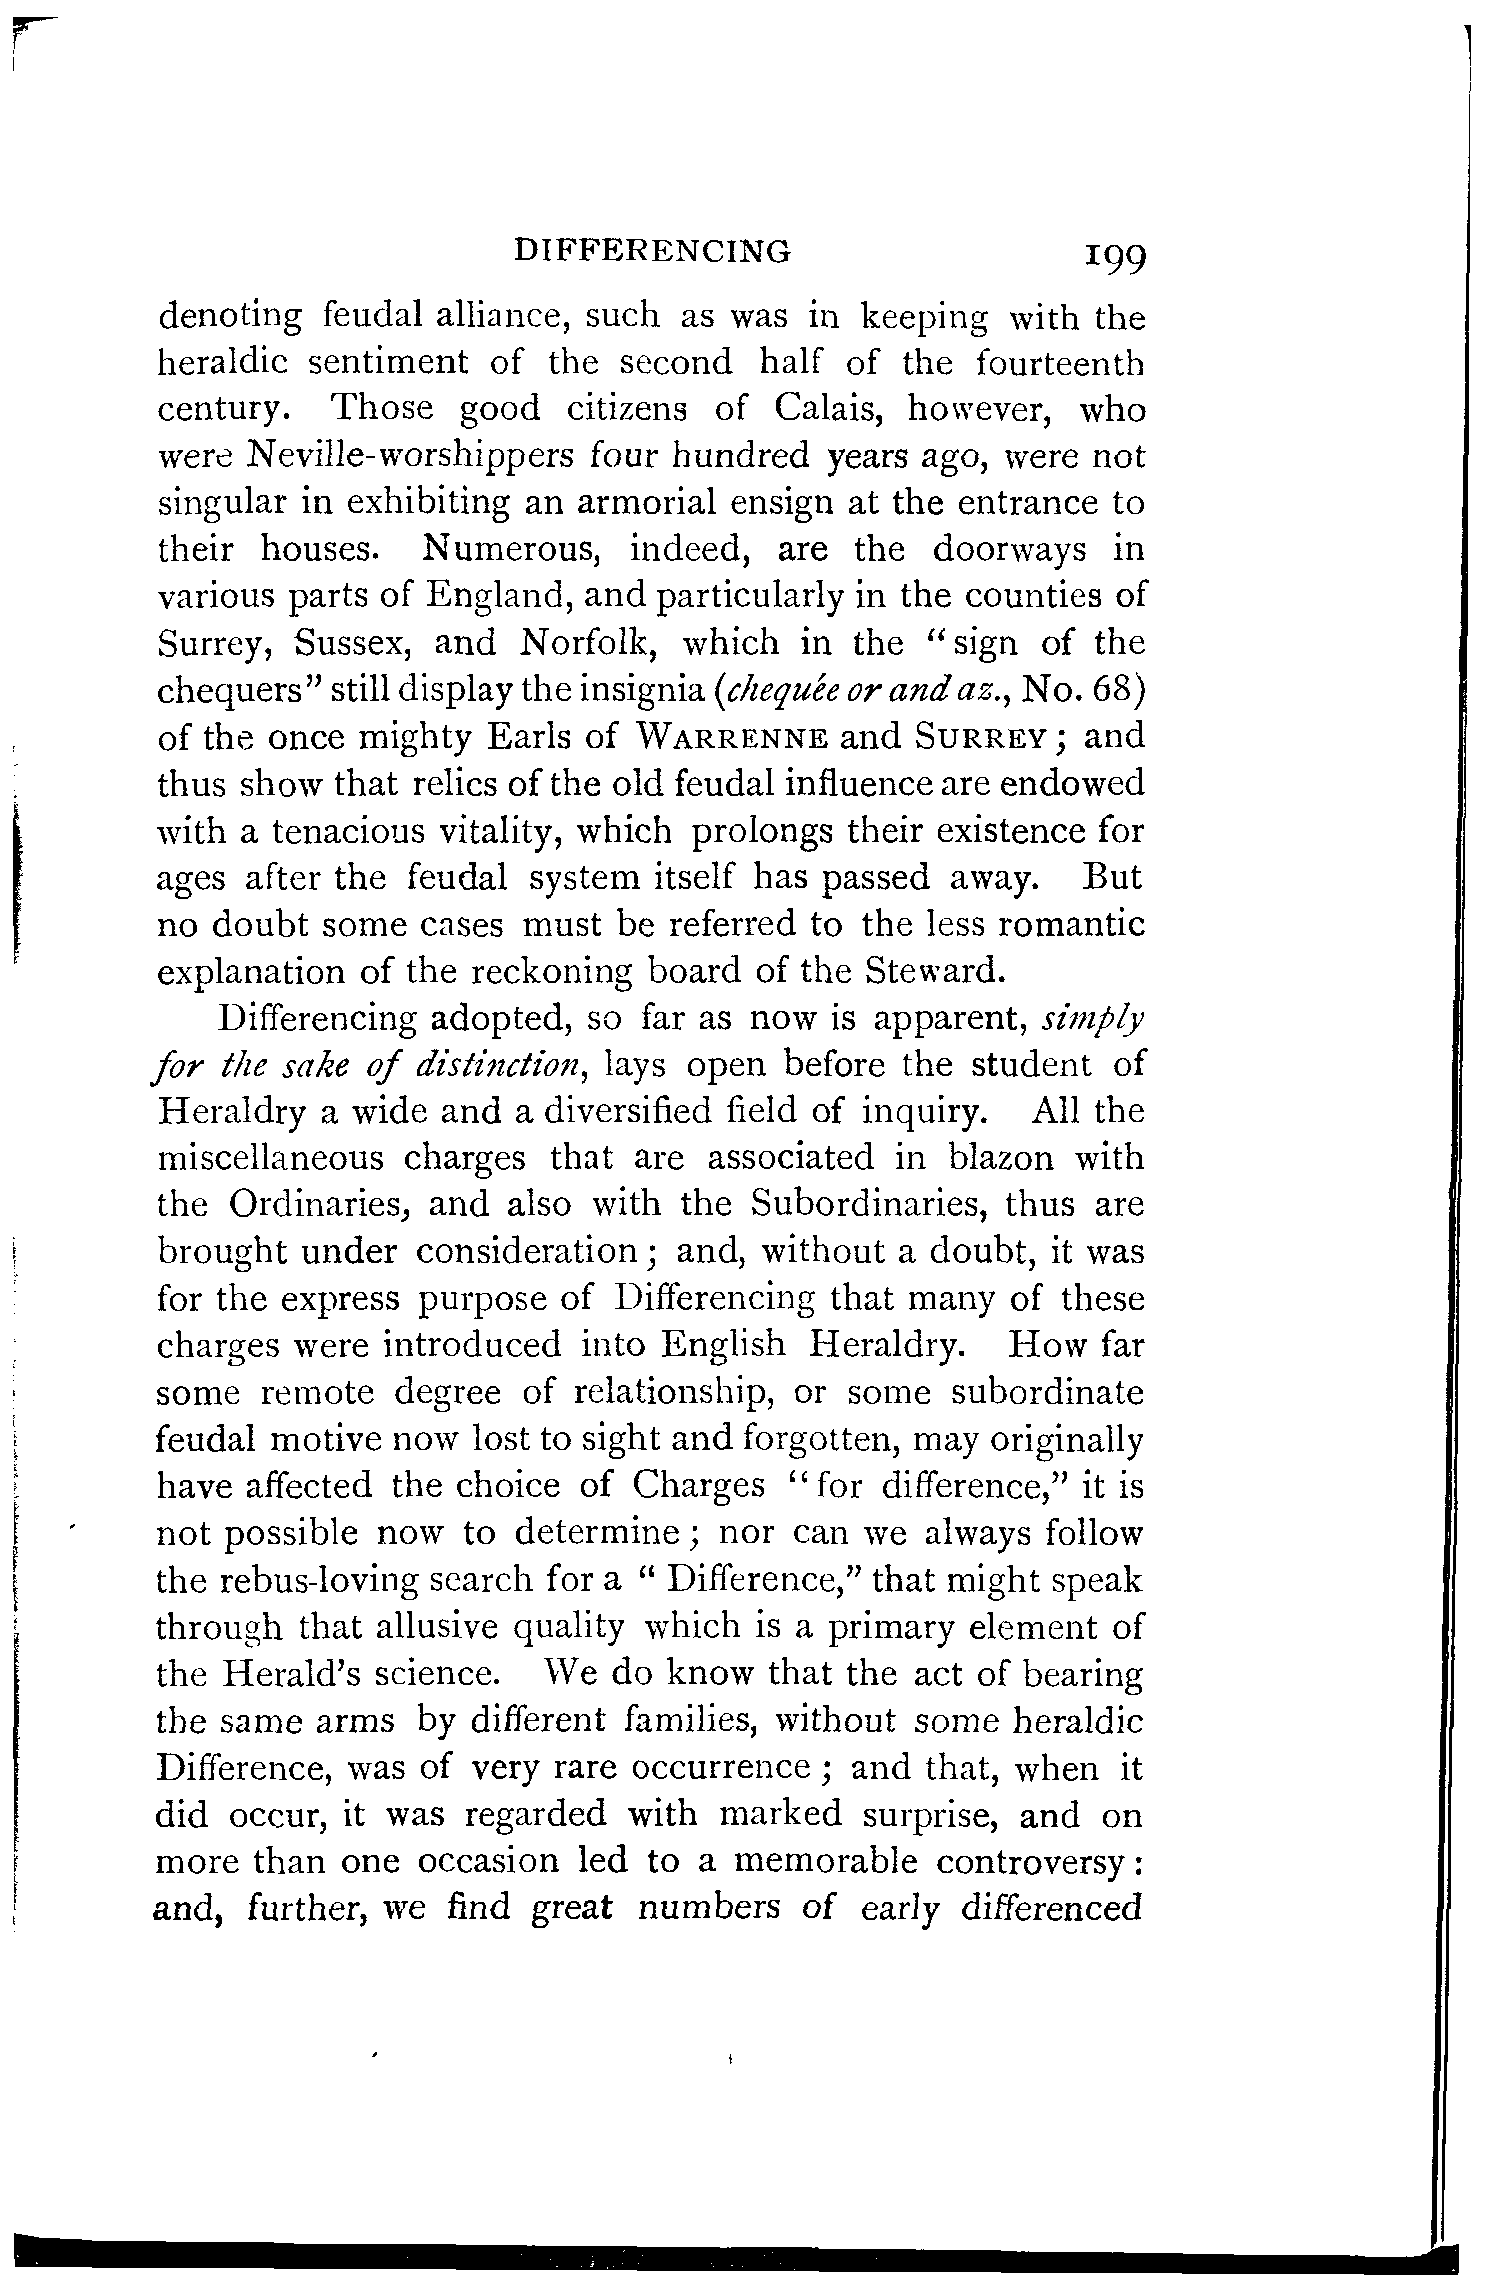 DIFFERENCING 199
denoting feudal alliance, such as was in keeping with the
heraldic sentiment of the second half of the fourteenth
century. Those good citizens of Calais, however, who
were Neville-worshippers four hundred years ago, were not
singular in exhibiting an armorial ensign at the entrance to
their houses. Numerous, indeed, are the doorways in
various parts of England, and particularly in the counties of
Surrey, Sussex, and Norfolk, which in the “sign of the
chequers” still display the insignia (chequée or and az., No. 68)
of the once mighty Earls of WARRENNE and SURREY; and
thus show that relics of the old feudal influence are endowed
with a tenacious vitality, which prolongs their existence for
ages after the feudal system itself has passed away. But
no doubt some cases must be referred to the less romantic
explanation of the reckoning board of the Steward.
Differencing adopted, so far as now is apparent, simply
for the sake of distinction, lays open before the student of
Heraldry a wide and a diversified field of inquiry. All the
miscellaneous charges that are associated in blazon with
the Ordinaries, and also with the Subordinaries, thus are
brought under consideration; and, without a doubt, it was
for the express purpose of Differencing that many of these
charges were introduced into English Heraldry. How far
some remote degree of relationship, or some subordinate
feudal motive now lost to sight and forgotten, may originally
have affected the choice of Charges “for difference,” it is
not possible now to determine; nor can we always follow
the rebus-loving search for a “Difference,” that might speak
through that allusive quality which is a primary element of
the Herald’s science. We do know that the act of bearing
the same arms by different families, without some heraldic
Difference, was of very rare occurrence; and that, when it
did occur, it was regarded with marked surprise, and on
more than one occasion led to a memorable controversy:
and, further, we find great numbers of early differenced